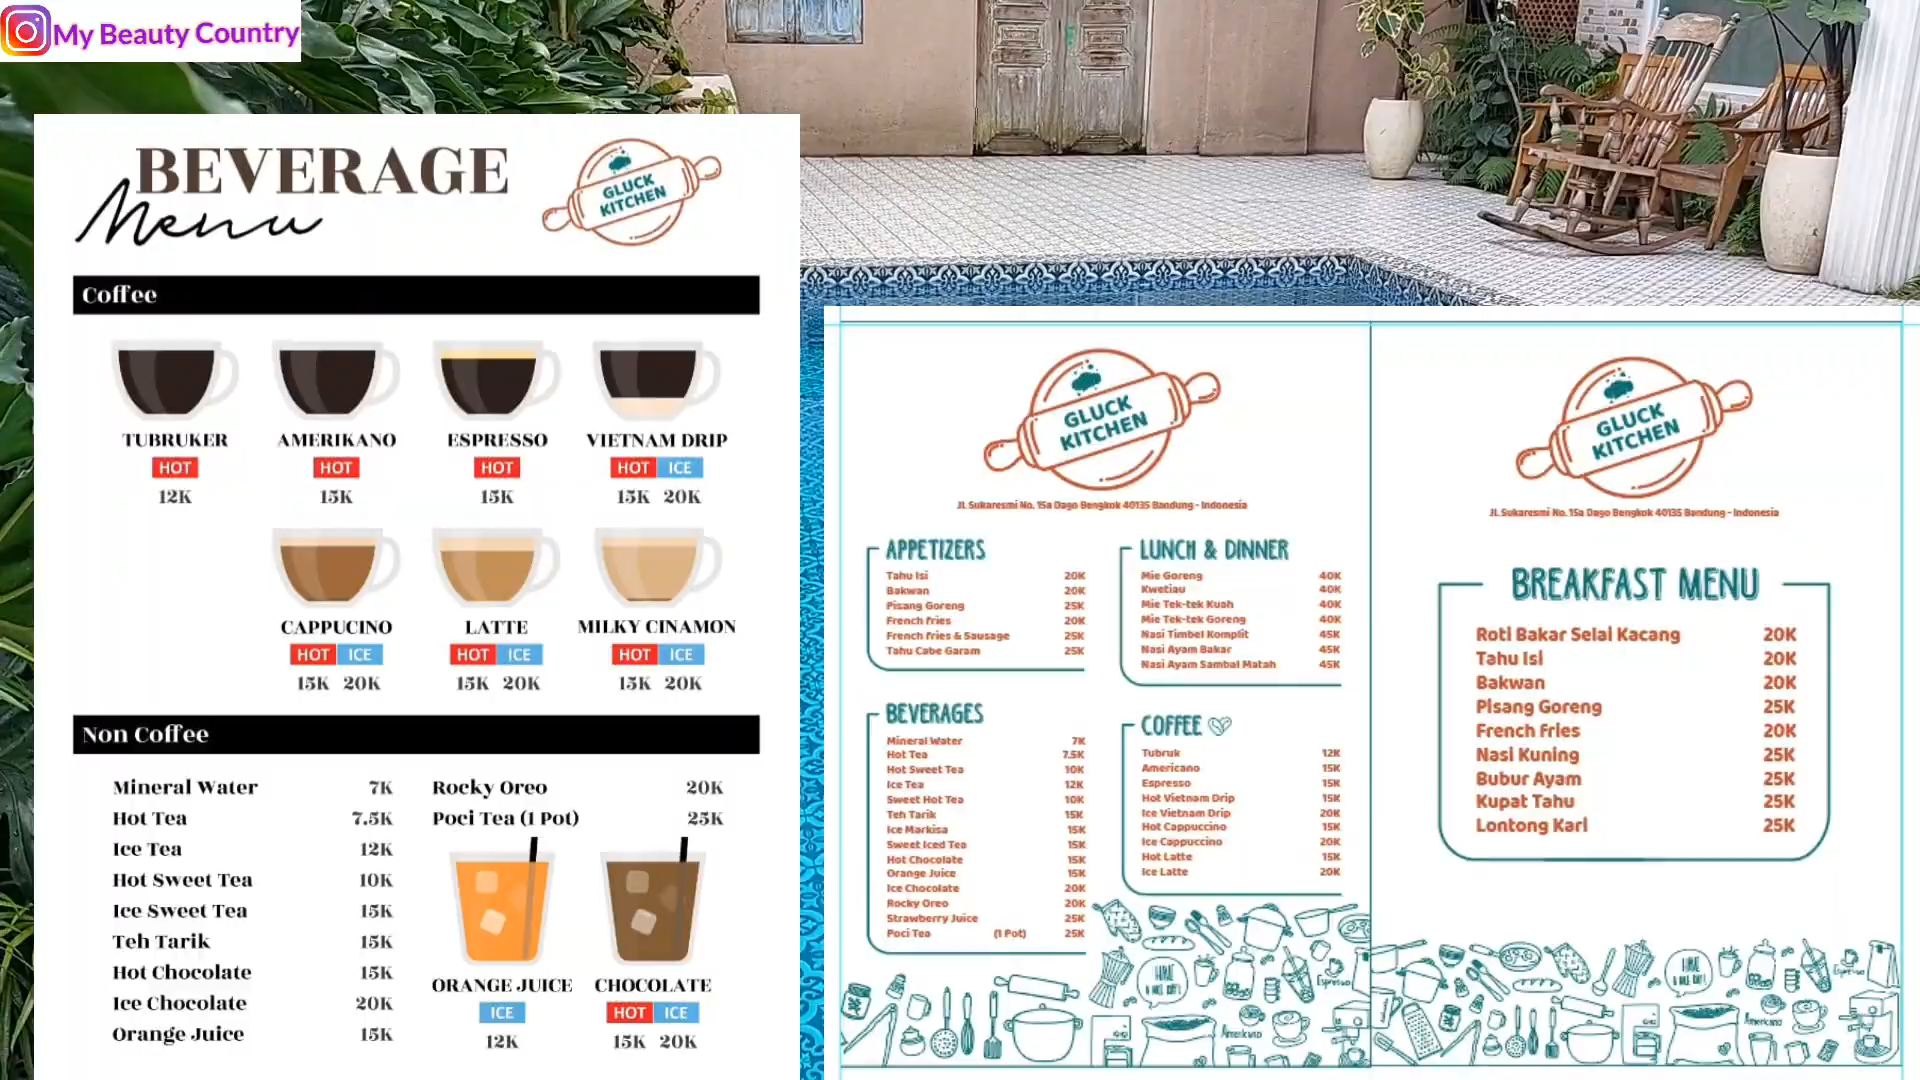 My Beauty Country
BEVERAGE
Menu
GLUCK
KITCHEN
Coffee
TUBRUKER
HOT
12K
AMERIKANO
HOT
15K
ESPRESSO
HOT
15K
VIETNAM DRIP
HOT ICE
15K 20K
CAPPUCINO
HOT ICE
15K 20K
LATTE
HOT ICE
15K 20K
MILKY CINAMON
HOT ICE
15K 20K
Non Coffee
Mineral Water 7K
Hot Tea 7.5K
Ice Tea 12K
Hot Sweet Tea 10K
Ice Sweet Tea 15K
Teh Tarik 15K
Hot Chocolate 15K
Ice Chocolate 20K
Orange Juice 15K
Rocky Oreo 20K
Poci Tea (1 Pot) 25K
ORANGE JUICE
ICE
12K
CHOCOLATE
HOT ICE
15K 20K
GLUCK
KITCHEN
Jl. Sukaresmi No. 15a Dago Bengkok 40135 Bandung - Indonesia
APPETIZERS
Tahu Isi 20K
Bakwan 20K
Pisang Goreng 25K
French fries 20K
French fries & Sausage 25K
Tahu Cabe Garam 25K
BEVERAGES
Mineral Water 7K
Hot Tea 7.5K
Hot Sweet Tea 10K
Ice Tea 12K
Sweet Hot Tea 10K
Teh Tarik 15K
Ice Markisa 15K
Sweet Iced Tea 15K
Hot Chocolate 15K
Orange Juice 15K
Ice Chocolate 20K
Rocky Oreo 20K
Strawberry Juice 25K
Poci Tea (1 Pot) 25K
LUNCH & DINNER
Mie Goreng 40K
Kwetiau 40K
Mie Tek-tek Kuah 40K
Mie Tek-tek Goreng 40K
Nasi Timbel Komplit 45K
Nasi Ayam Bakar 45K
Nasi Ayam Sambal Matah 45K
COFFEE
Tubruk 12K
Americano 15K
Espresso 15K
Hot Vietnam Drip 15K
Ice Vietnam Drip 20K
Hot Cappuccino 15K
Ice Cappuccino 20K
Hot Latte 15K
Ice Latte 20K
HAVE
A NICE DAY!
Espresso
Americano
GLUCK
KITCHEN
Jl. Sukaresmi No. 15a Dago Bengkok 40135 Bandung - Indonesia
BREAKFAST MENU
Roti Bakar Selai Kacang 20K
Tahu Isi 20K
Bakwan 20K
Pisang Goreng 25K
French Fries 20K
Nasi Kuning 25K
Bubur Ayam 25K
Kupat Tahu 25K
Lontong Kari 25K
HAVE
A NICE DAY!
Espresso
Americano